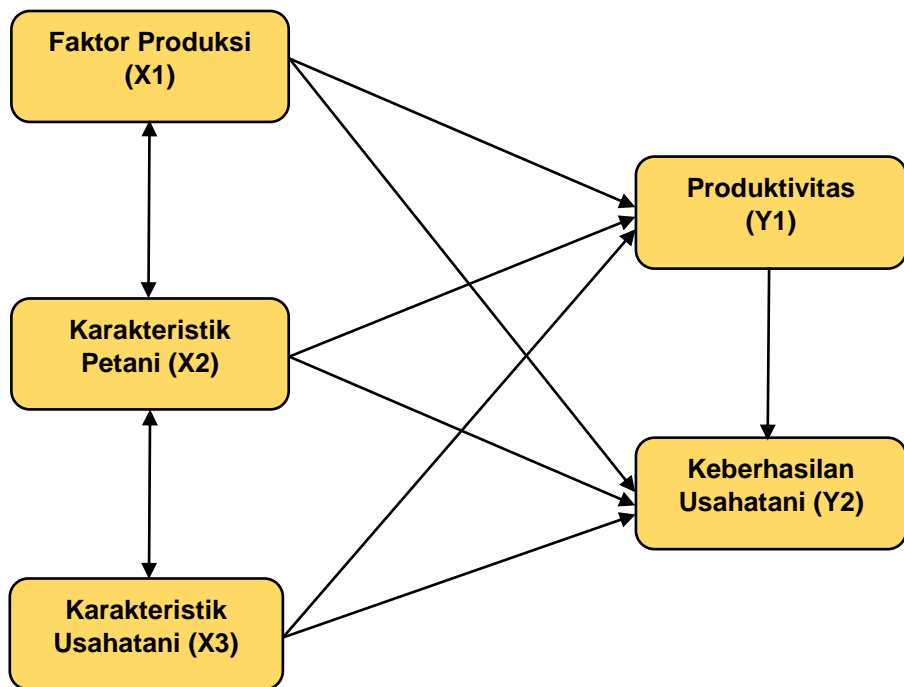 Faktor Produksi
(X1)
Produktivitas
(Y1)
Karakteristik
Petani (X2)
Keberhasilan
Usahatani (Y2)
Karakteristik
Usahatani (X3)